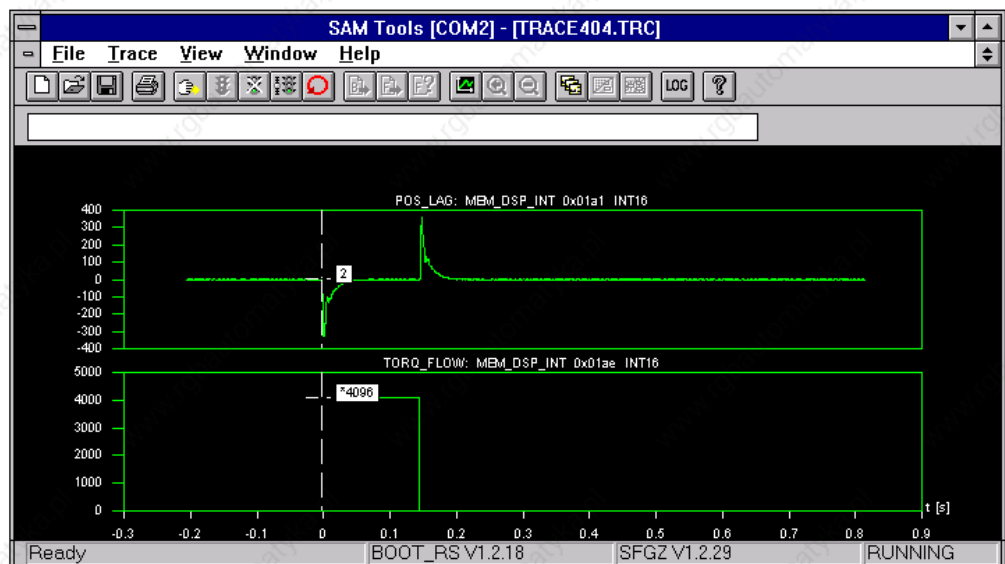 SAM Tools [COM2] - [TRACE404.TRC]
File Trace View Window Help
LOG ?
POS_LAG: MEM_DSP_INT 0x01a1 INT16
400
300
200
100
0
-100
-200
-300
-400
2
TORQ_FLOW: MEM_DSP_INT 0x01ae INT16
5000
4000
3000
2000
1000
0
*4096
t [s]
-0.3 -0.2 -0.1 0 0.1 0.2 0.3 0.4 0.5 0.6 0.7 0.8 0.9
Ready BOOT_RS V1.2.18 SFGZ V1.2.29 RUNNING